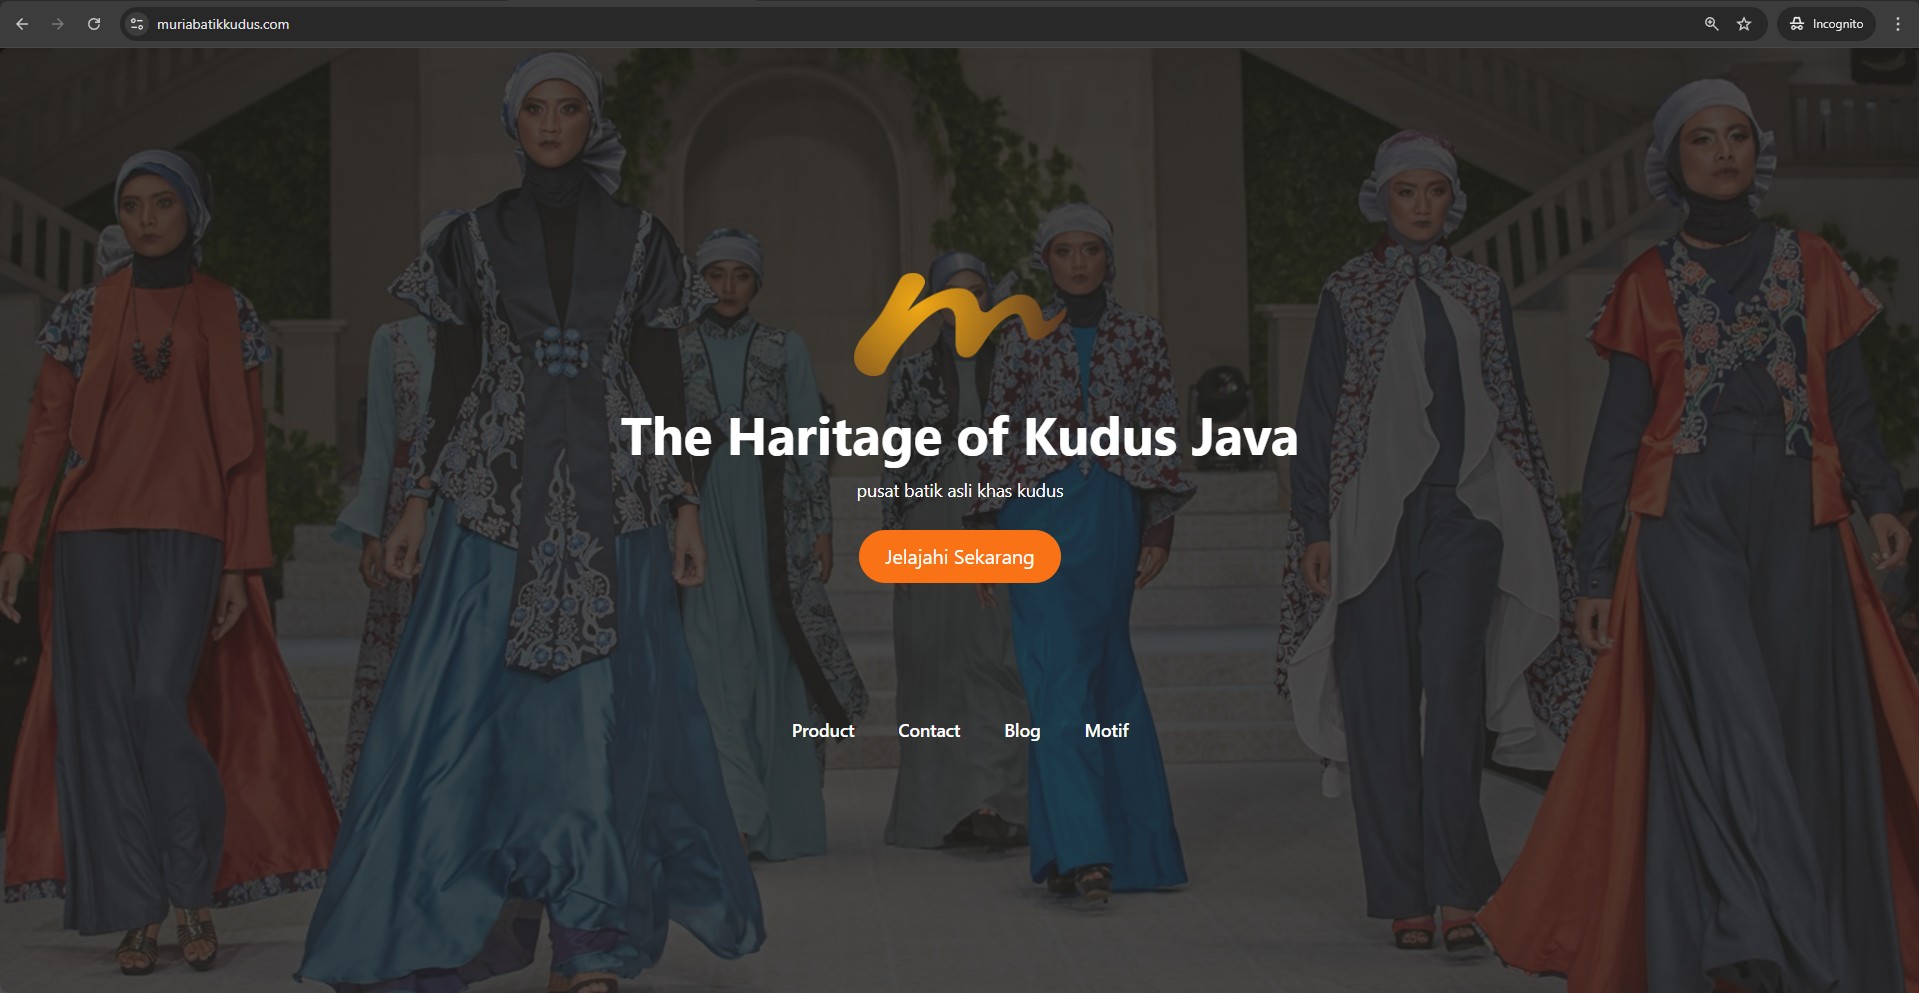 muriabatikkudus.com
Incognito
The Haritage of Kudus Java
pusat batik asli khas kudus
Jelajahi Sekarang
Product Contact Blog Motif